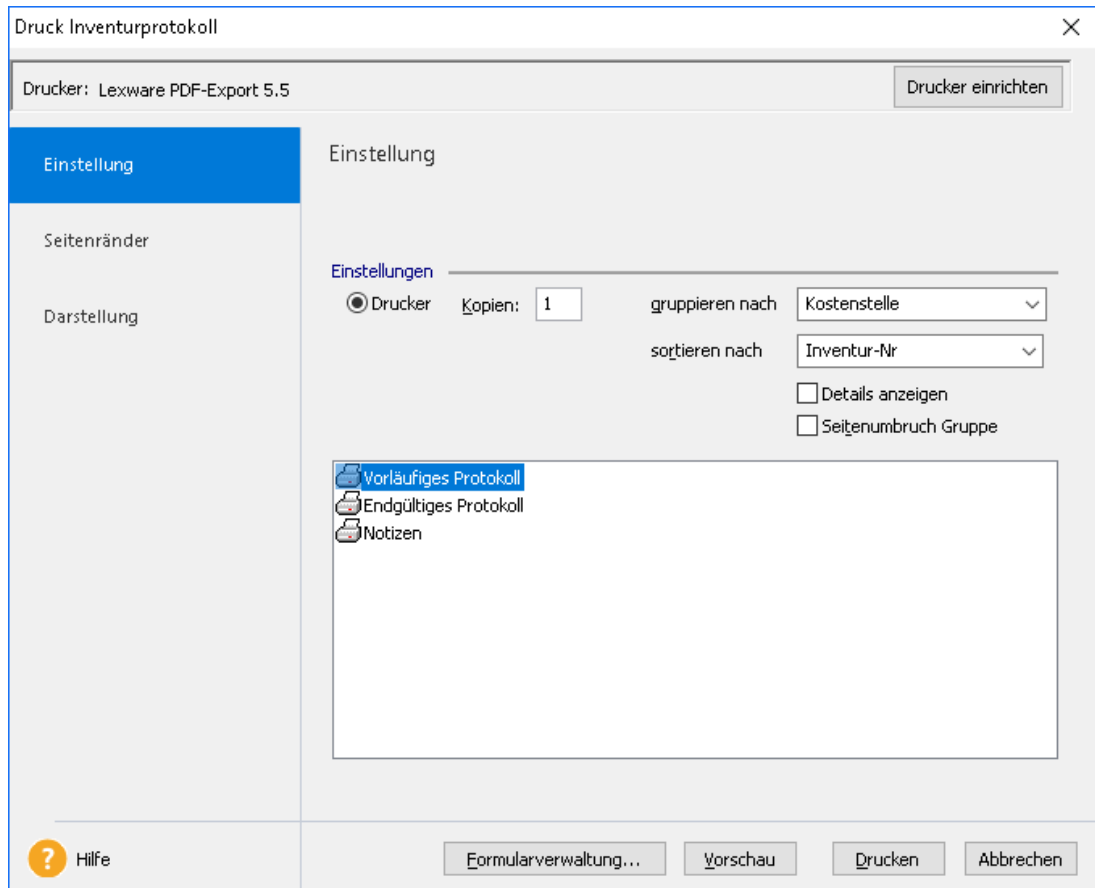 Druck Inventurprotokoll
Drucker: Lexware PDF-Export 5.5
Drucker einrichten
Einstellung
Seitenränder
Darstellung
Einstellung
Einstellungen
Drucker Kopien: 1 gruppieren nach Kostenstelle
sortieren nach Inventur-Nr
Details anzeigen
Seitenumbruch Gruppe
Vorläufiges Protokoll
Endgültiges Protokoll
Notizen
? Hilfe
Formularverwaltung... Vorschau Drucken Abbrechen